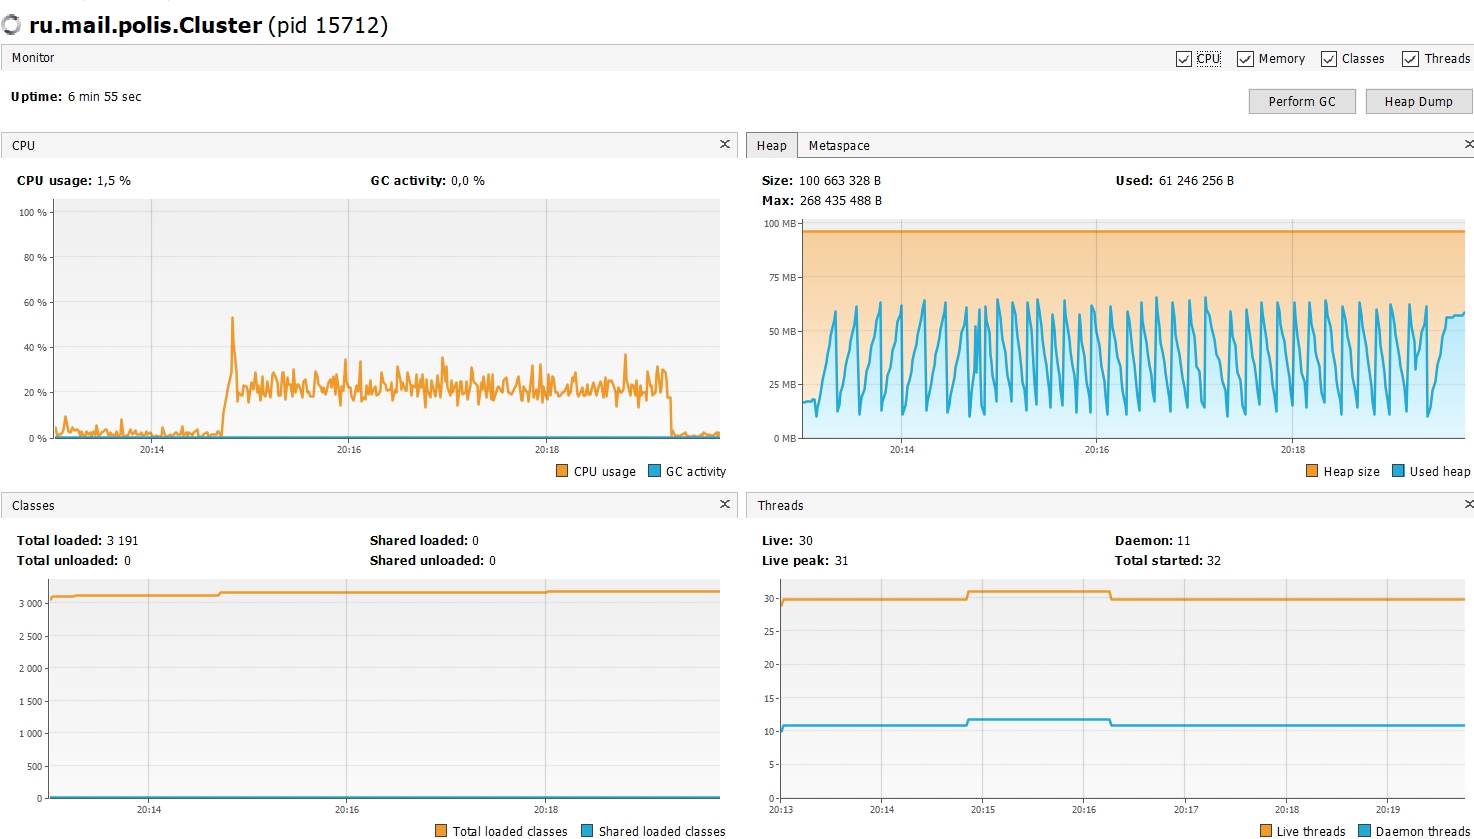 ru.mail.polis.Cluster (pid 15712)
Monitor
CPU Memory Classes Threads
Uptime: 6 min 55 sec
Perform GC Heap Dump
CPU
CPU usage: 1,5 % GC activity: 0,0 %
100 %
80 %
60 %
40 %
20 %
0 %
20:14 20:16 20:18
CPU usage GC activity
Heap Metaspace
Size: 100 663 328 B Used: 61 246 256 B
Max: 268 435 488 B
100 MB
75 MB
50 MB
25 MB
0 MB
20:14 20:16 20:18
Heap size Used heap
Classes
Total loaded: 3 191 Shared loaded: 0
Total unloaded: 0 Shared unloaded: 0
3 000
2 500
2 000
1 500
1 000
500
0
20:14 20:16 20:18
Total loaded classes Shared loaded classes
Threads
Live: 30 Daemon: 11
Live peak: 31 Total started: 32
30
25
20
15
10
5
0
20:13 20:14 20:15 20:16 20:17 20:18 20:19
Live threads Daemon threads